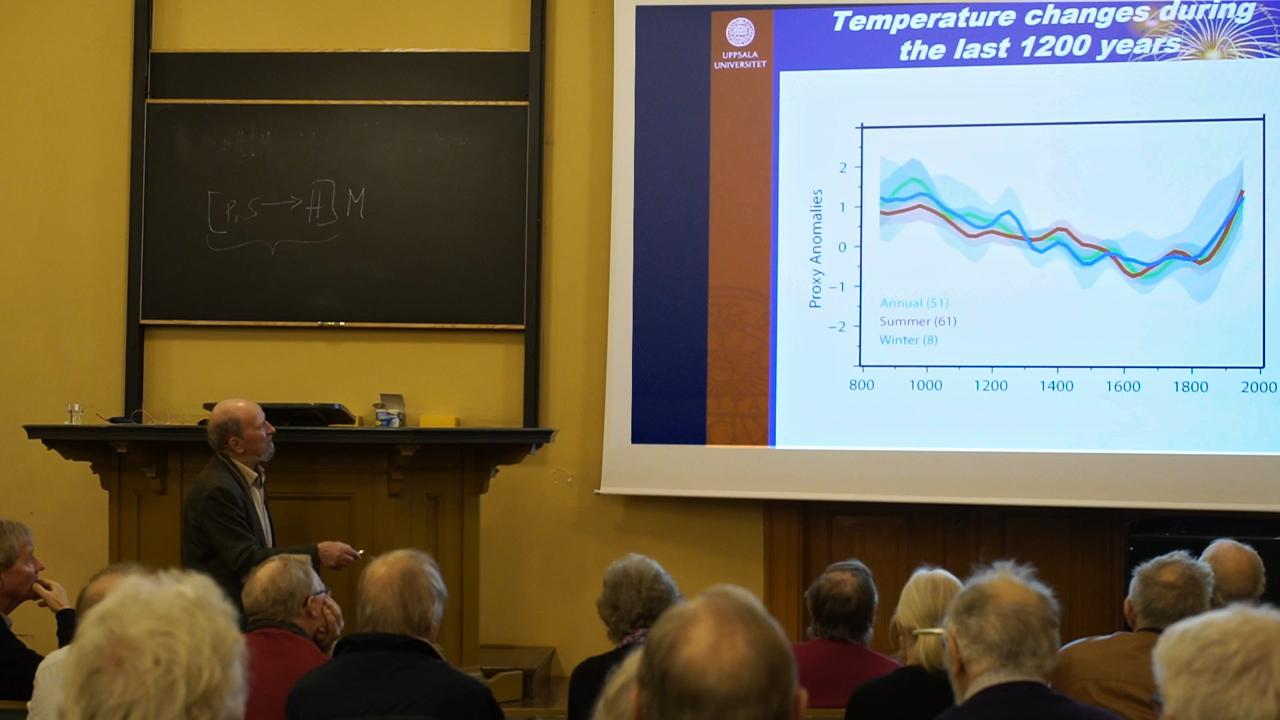 [P, S → H] M
UPPSALA
UNIVERSITET
Temperature changes during
the last 1200 years
Proxy Anomalies
2
1
0
−1
−2
Annual (51)
Summer (61)
Winter (8)
800 1000 1200 1400 1600 1800 2000